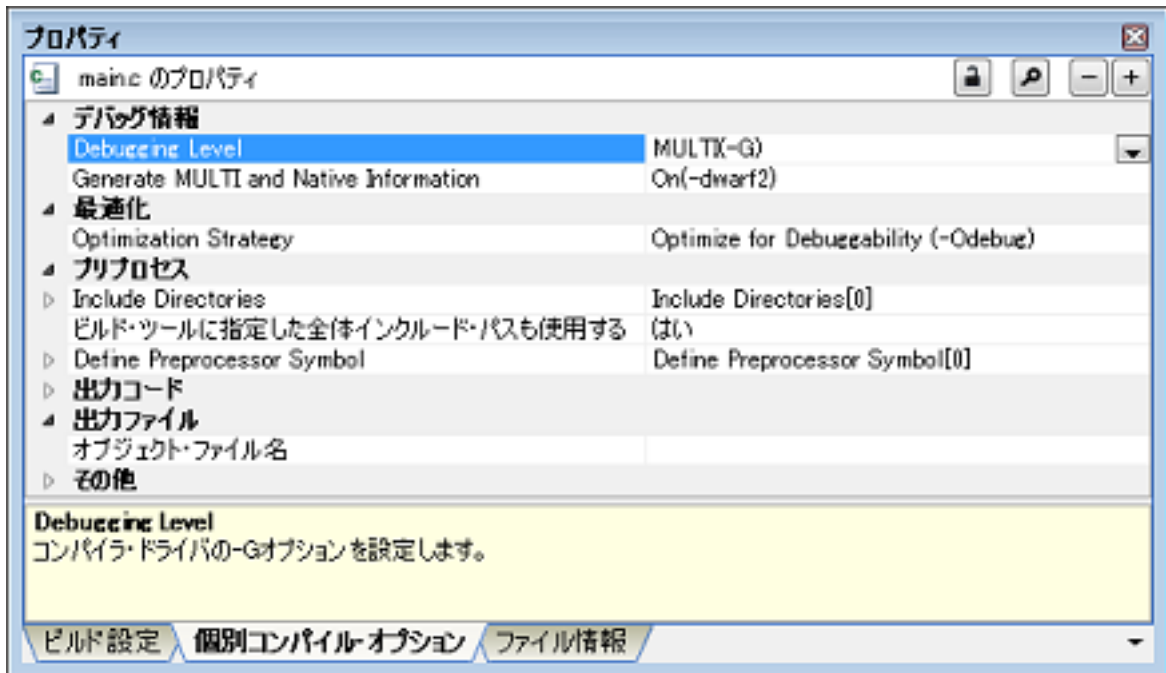 プロパティ
main.c のプロパティ
デバッグ情報
Debugging Level MULTI(-G)
Generate MULTI and Native Information On(-dwarf2)
最適化
Optimization Strategy Optimize for Debuggability (-Odebug)
プリプロセス
Include Directories Include Directories[0]
ビルド・ツールに指定した全体インクルード・パスも使用する はい
Define Preprocessor Symbol Define Preprocessor Symbol[0]
出力コード
出力ファイル
オブジェクト・ファイル名
その他
Debugging Level
コンパイラ・ドライバの-Gオプションを設定します。
ビルド設定 個別コンパイル・オプション ファイル情報